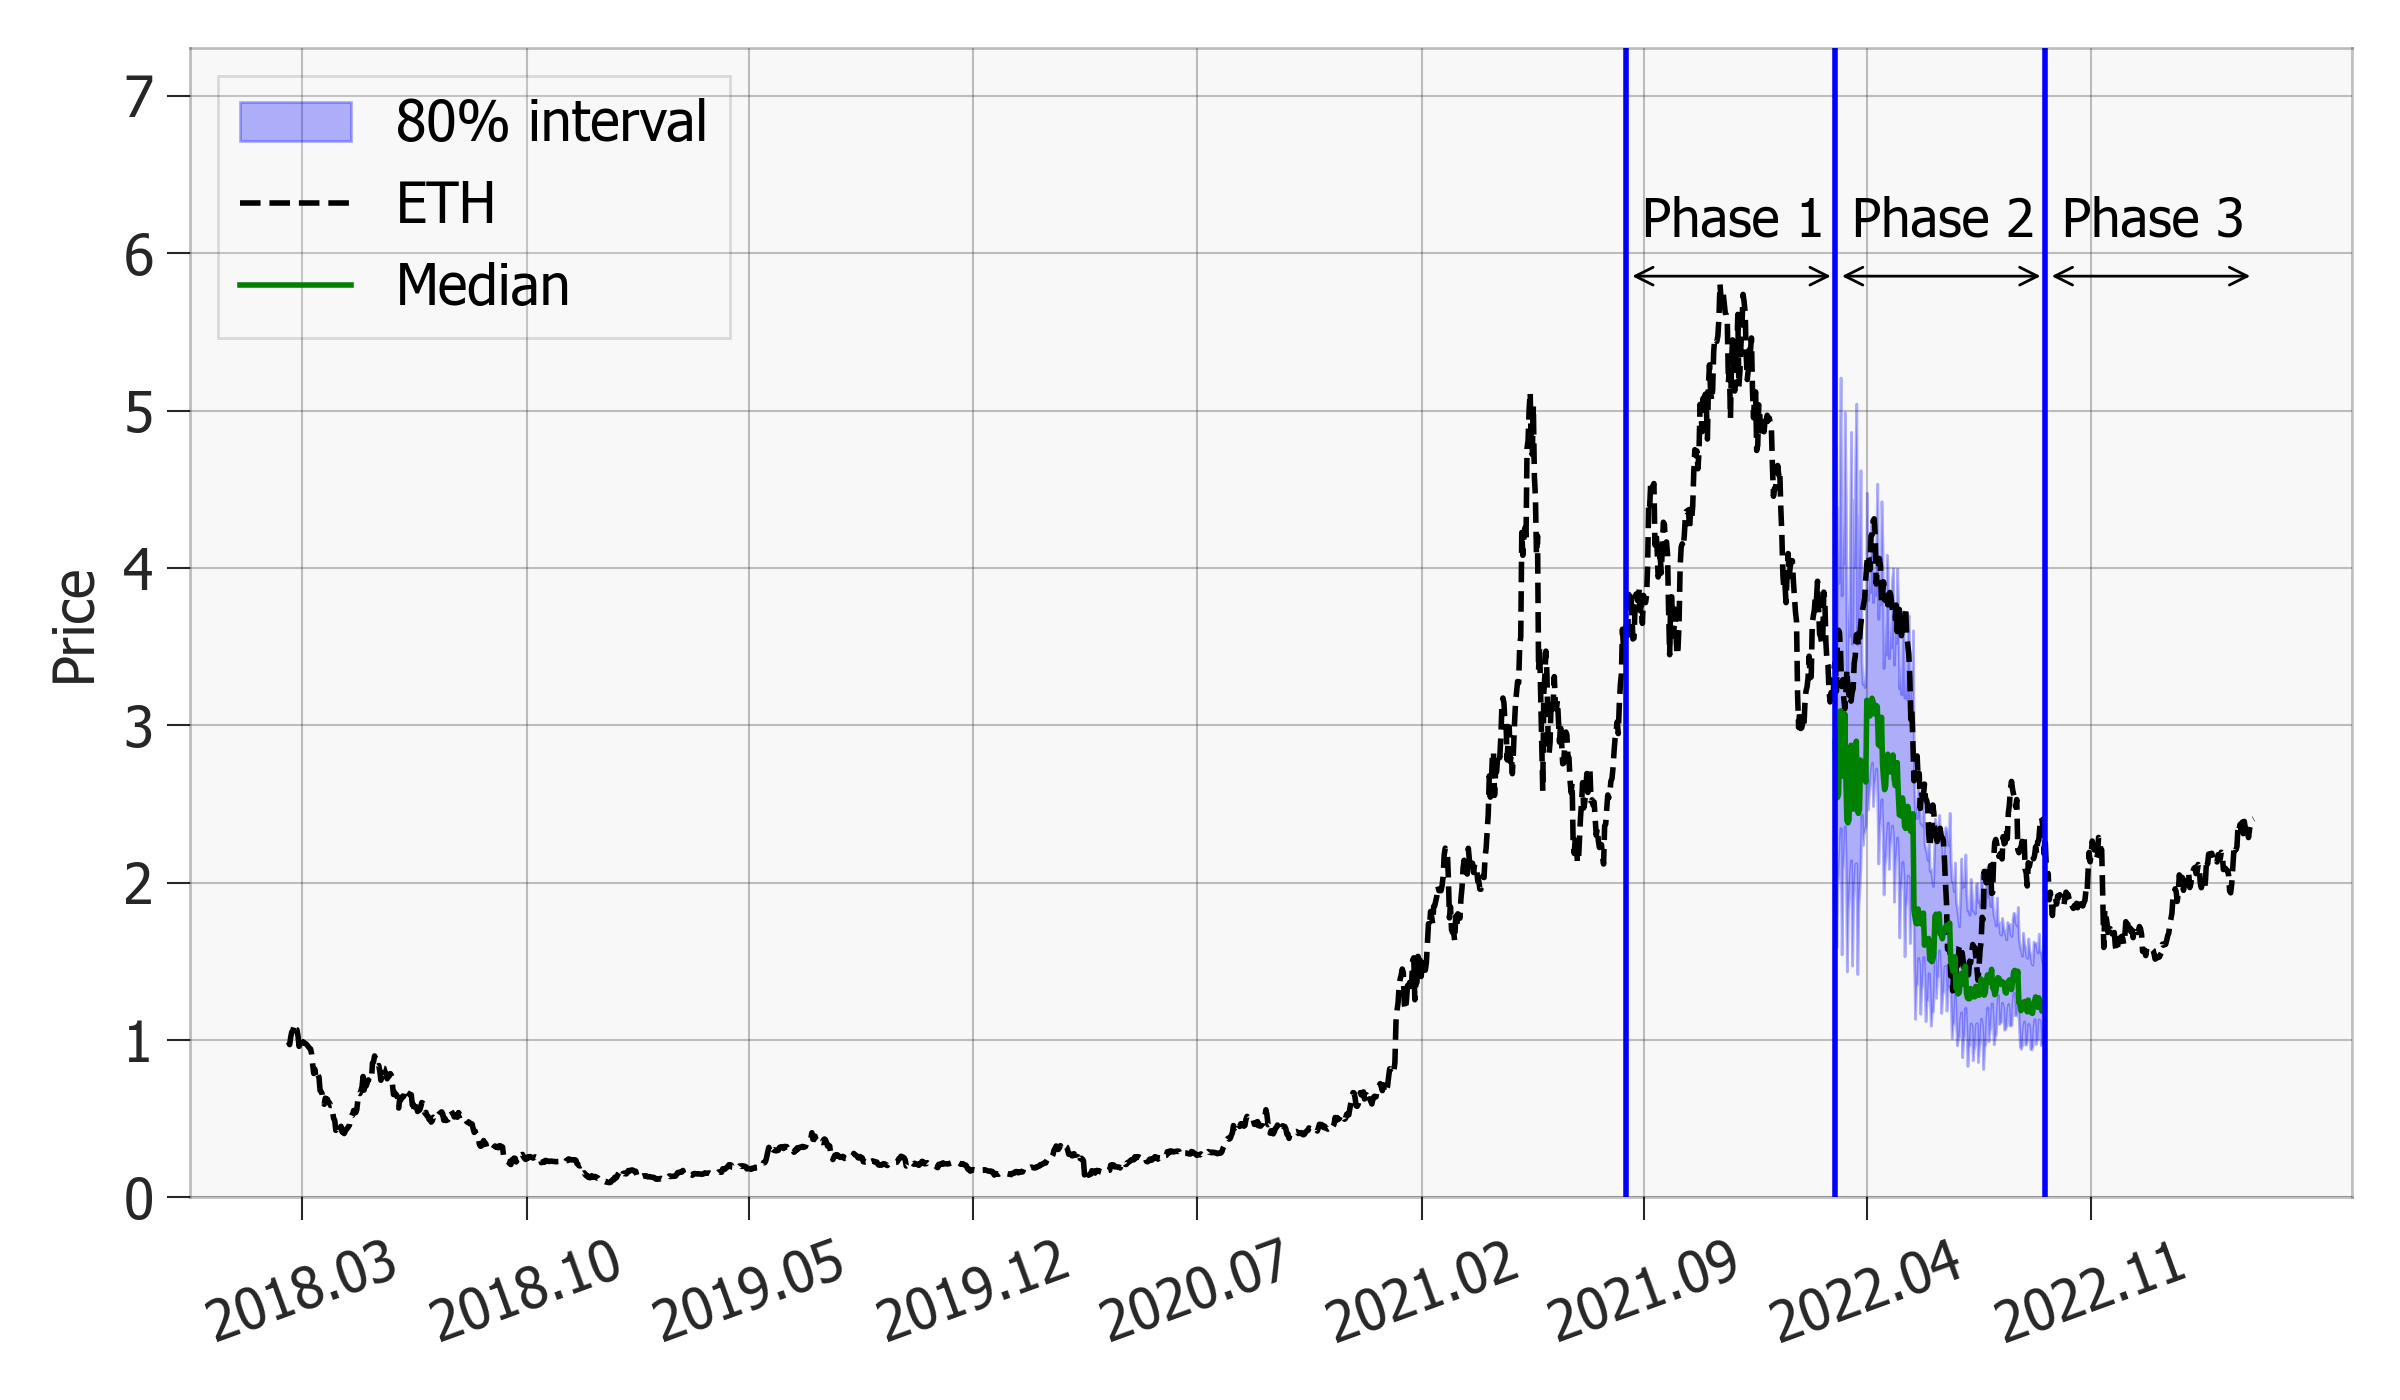 80% interval
ETH
Median
Phase 1
Phase 2
Phase 3
Price
7
6
5
4
3
2
1
0
2018.03
2018.10
2019.05
2019.12
2020.07
2021.02
2021.09
2022.04
2022.11